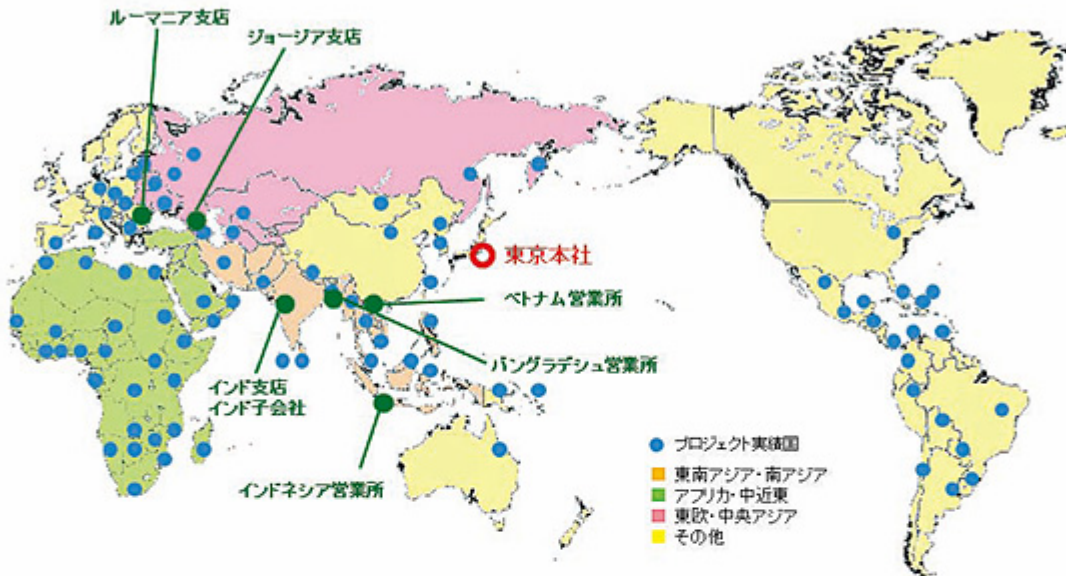 ルーマニア支店
ジョージア支店
東京本社
ベトナム営業所
バングラデシュ営業所
インド支店
インド子会社
インドネシア営業所
プロジェクト実績国
東南アジア・南アジア
アフリカ・中近東
東欧・中央アジア
その他